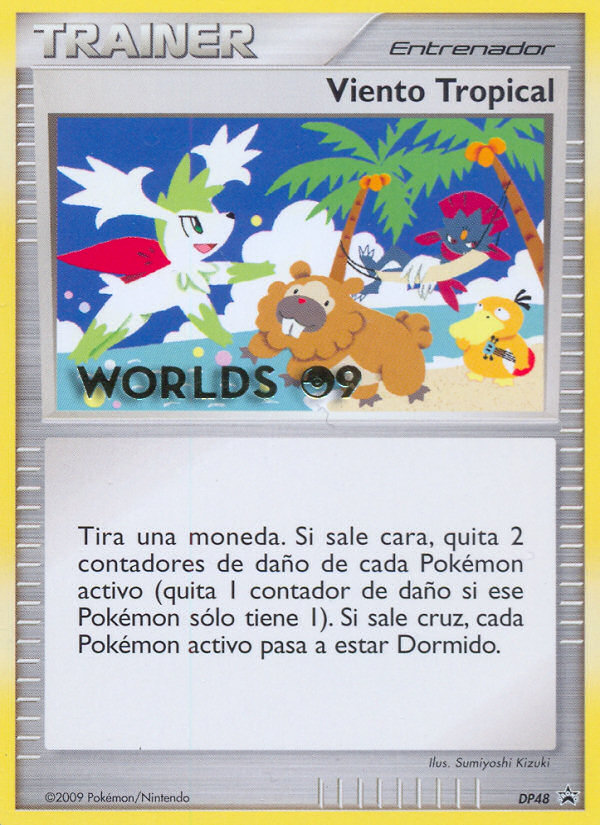 TRAINER
Entrenador
Viento Tropical
WORLDS 09
Tira una moneda. Si sale cara, quita 2
contadores de daño de cada Pokémon
activo (quita 1 contador de daño si ese
Pokémon sólo tiene 1). Si sale cruz, cada
Pokémon activo pasa a estar Dormido.
Ilus. Sumiyoshi Kizuki
©2009 Pokémon/Nintendo
DP48